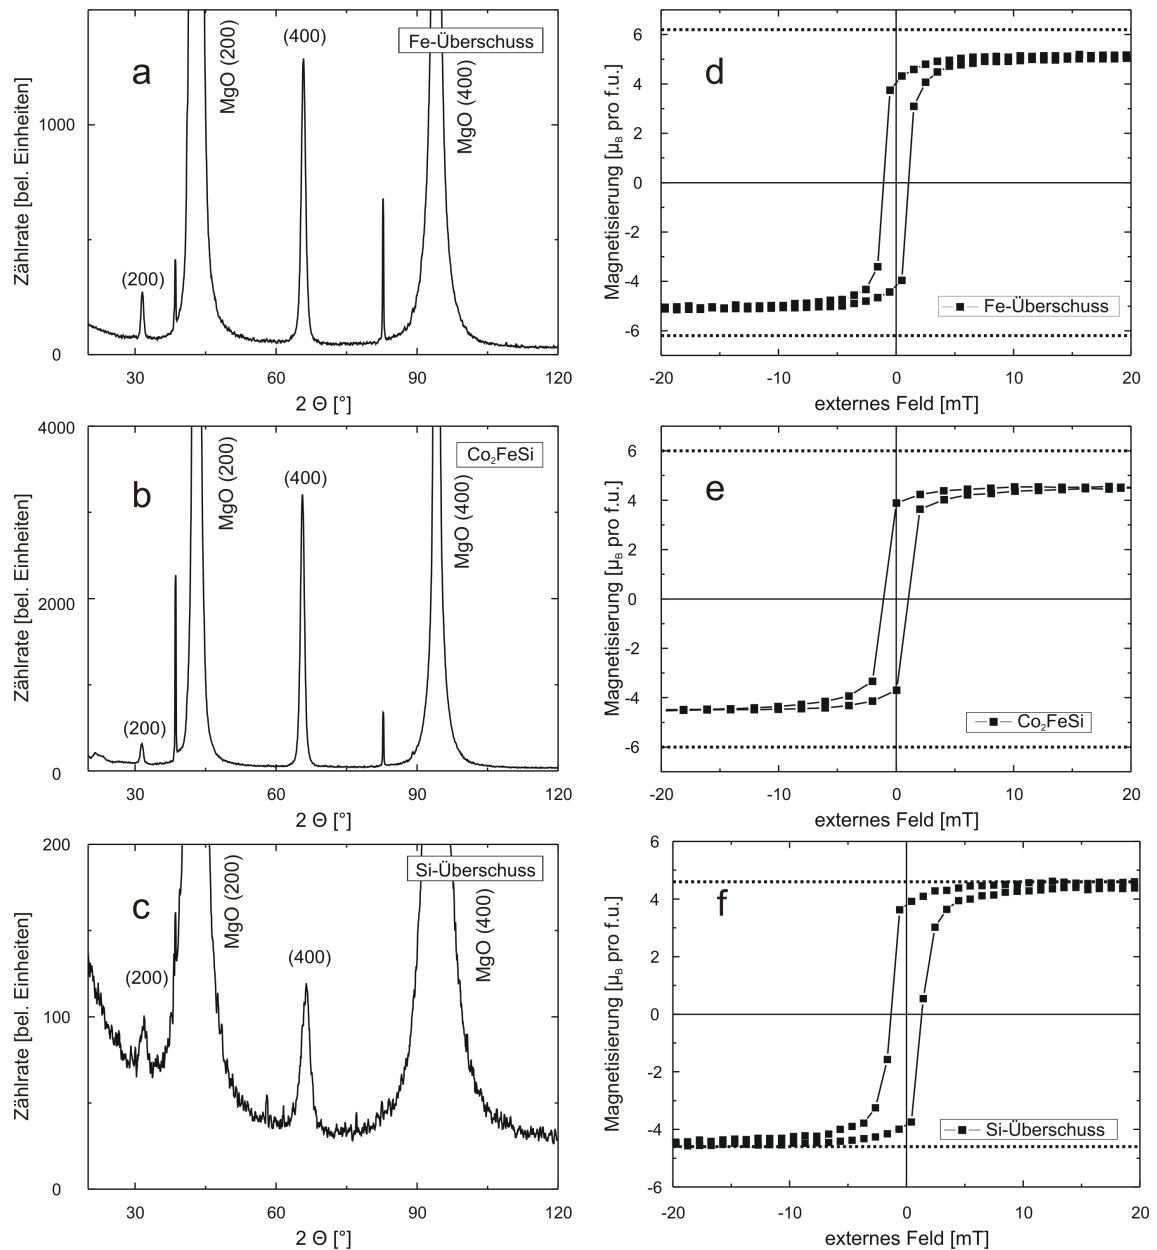 a
(200)
MgO (200)
(400)
Fe-Überschuss
MgO (400)
Zählrate [bel. Einheiten]
1000
0
30
60
90
120
2 Θ [°]
d
Magnetisierung [µB pro f.u.]
6
4
2
0
-2
-4
-6
Fe-Überschuss
-20
-10
0
10
20
externes Feld [mT]
b
(200)
MgO (200)
(400)
Co₂FeSi
MgO (400)
Zählrate [bel. Einheiten]
4000
2000
0
30
60
90
120
2 Θ [°]
e
Magnetisierung [µB pro f.u.]
6
4
2
0
-2
-4
-6
Co₂FeSi
-20
-10
0
10
20
externes Feld [mT]
c
(200)
MgO (200)
(400)
Si-Überschuss
MgO (400)
Zählrate [bel. Einheiten]
200
100
0
30
60
90
120
2 Θ [°]
f
Magnetisierung [µB pro f.u.]
6
4
2
0
-2
-4
-6
Si-Überschuss
-20
-10
0
10
20
externes Feld [mT]